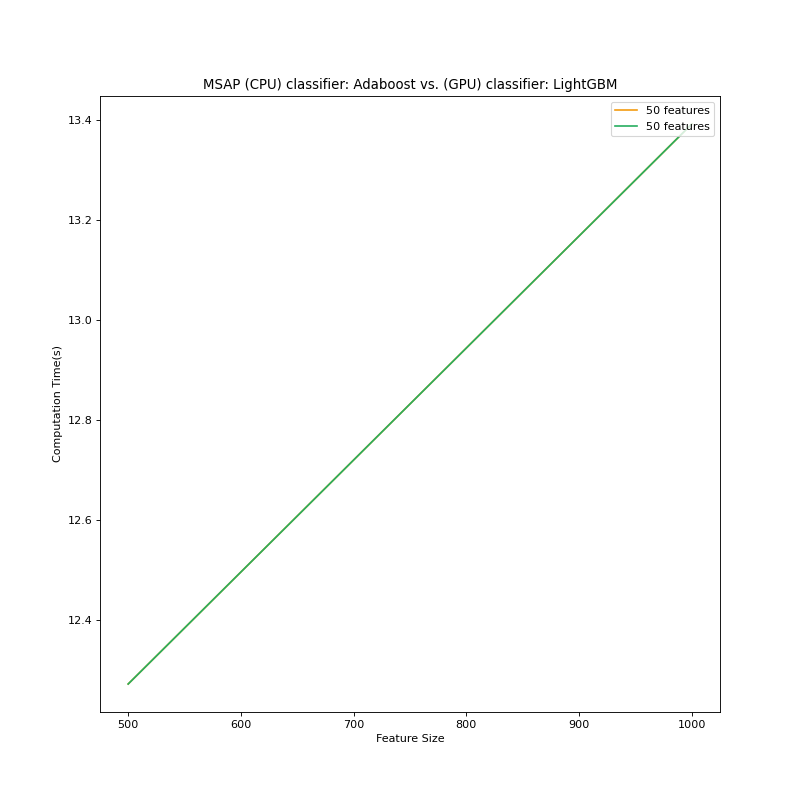 MSAP (CPU) classifier: Adaboost vs. (GPU) classifier: LightGBM
50 features
50 features
13.4
13.2
13.0
12.8
12.6
12.4
Computation Time(s)
500 600 700 800 900 1000
Feature Size